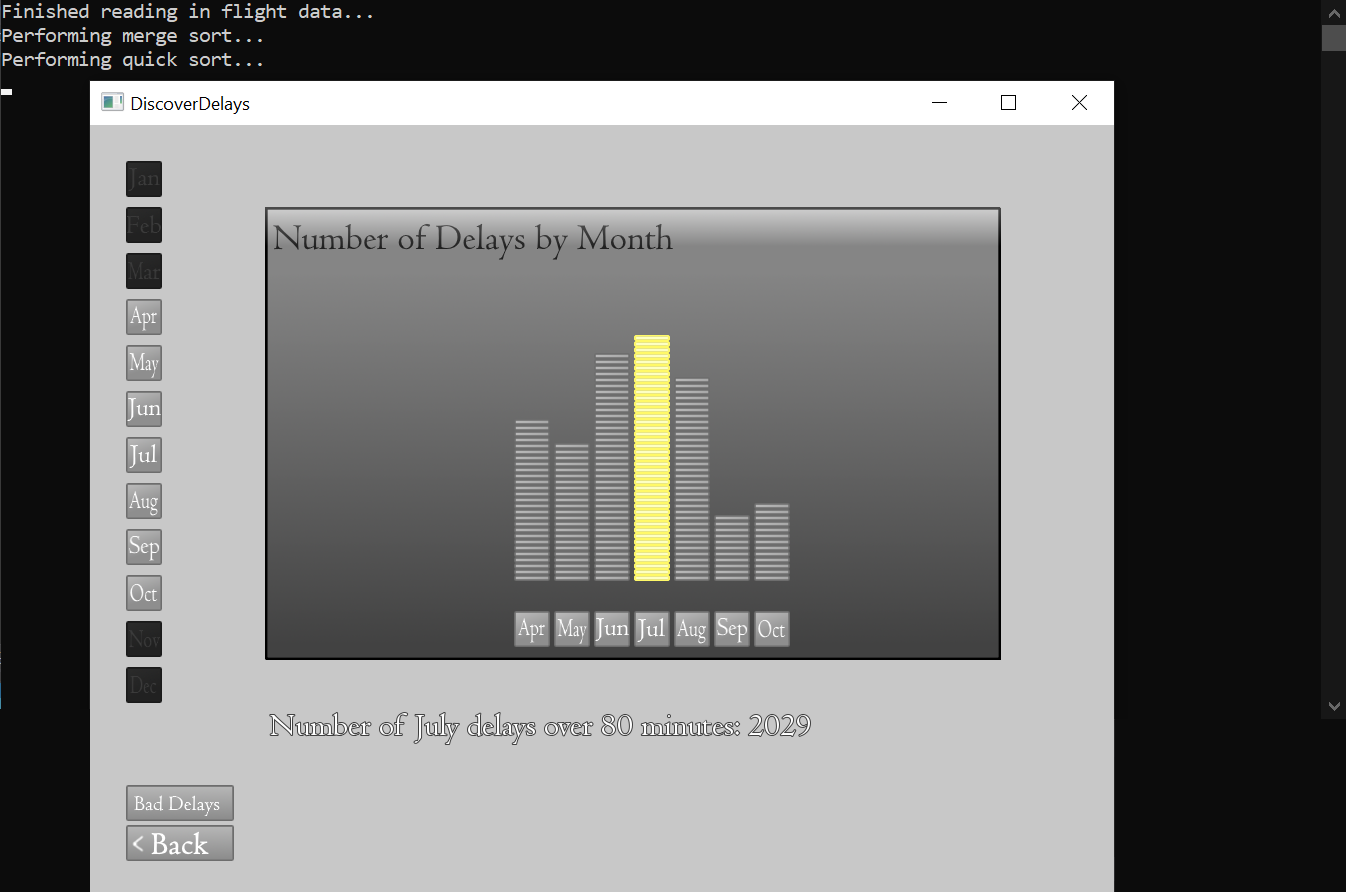 Finished reading in flight data...
Performing merge sort...
Performing quick sort...
DiscoverDelays
Jan
Feb
Mar
Apr
May
Jun
Jul
Aug
Sep
Oct
Nov
Dec
Number of Delays by Month
Apr May Jun Jul Aug Sep Oct
Number of July delays over 80 minutes: 2029
Bad Delays
< Back